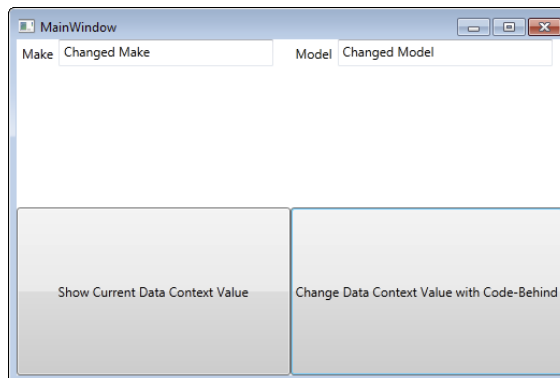 MainWindow
Make Changed Make Model Changed Model
Show Current Data Context Value Change Data Context Value with Code-Behind